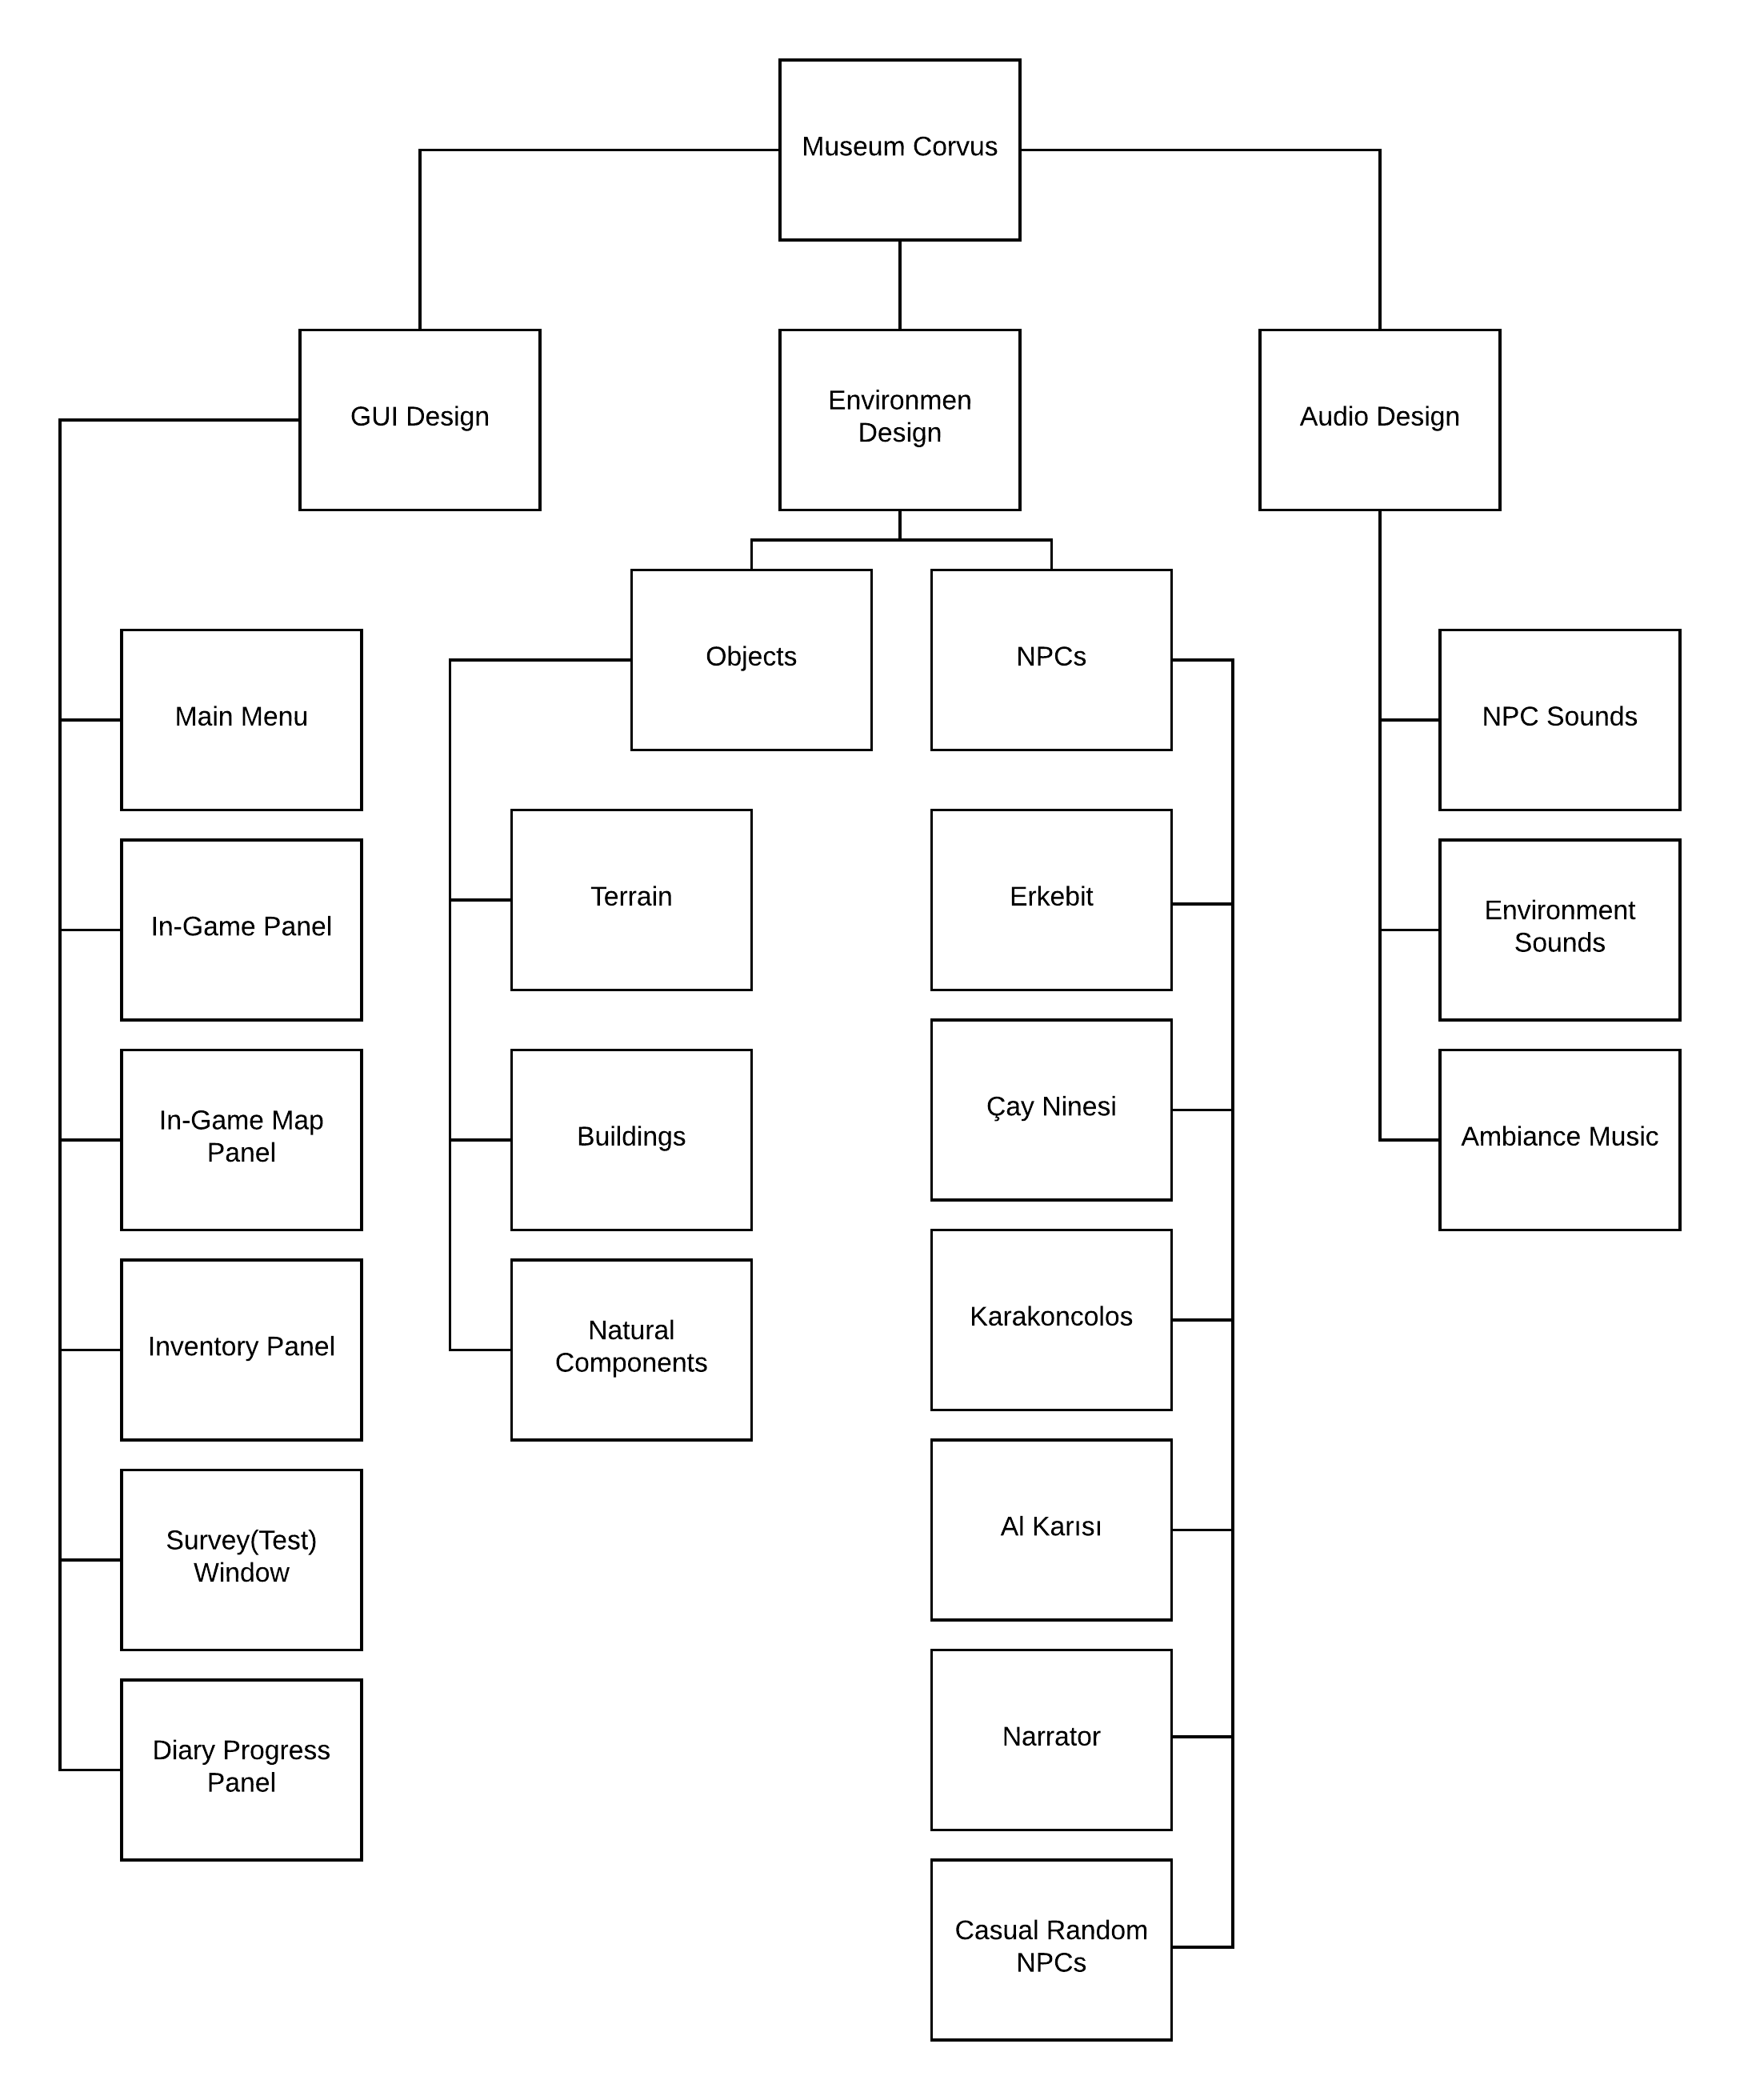 Museum Corvus
GUI Design
Environmen
Design
Audio Design
Objects
NPCs
Main Menu
In-Game Panel
In-Game Map
Panel
Inventory Panel
Survey(Test)
Window
Diary Progress
Panel
Terrain
Buildings
Natural
Components
Erkebit
Çay Ninesi
Karakoncolos
Al Karısı
Narrator
Casual Random
NPCs
NPC Sounds
Environment
Sounds
Ambiance Music